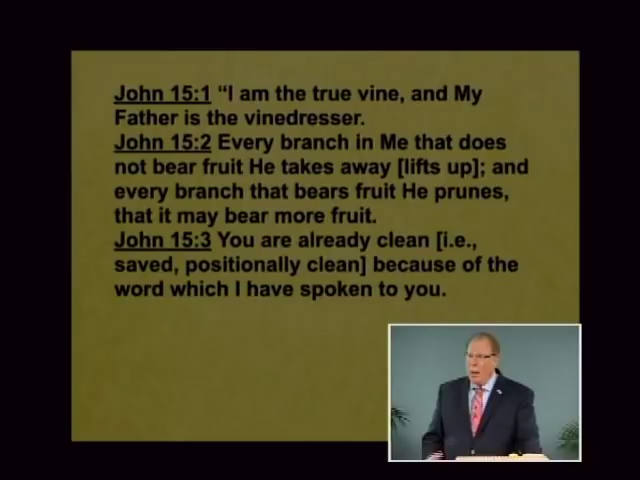 John 15:1 “I am the true vine, and My
Father is the vinedresser.
John 15:2 Every branch in Me that does
not bear fruit He takes away [lifts up]; and
every branch that bears fruit He prunes,
that it may bear more fruit.
John 15:3 You are already clean [i.e.,
saved, positionally clean] because of the
word which I have spoken to you.